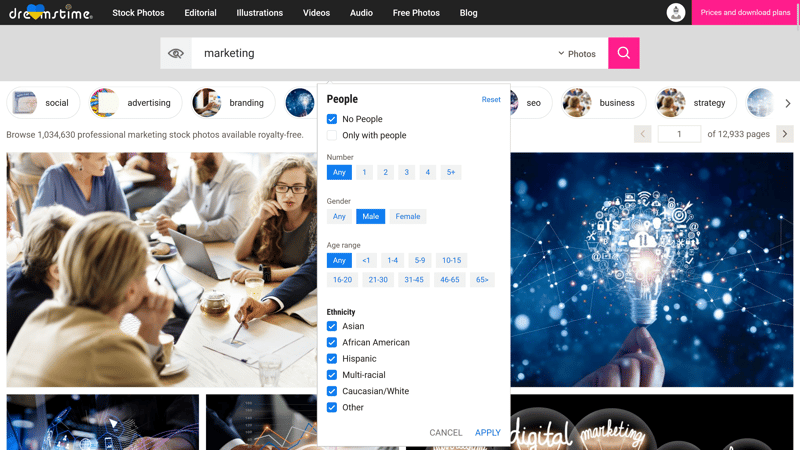 dreamstime.
Stock Photos
Editorial
Illustrations
Videos
Audio
Free Photos
Blog
Prices and download plans
marketing
Photos
social
advertising
branding
seo
business
strategy
Browse 1,034,630 professional marketing stock photos available royalty-free.
1 of 12,933 pages
People
Reset
No People
Only with people
Number
Any 1 2 3 4 5+
Gender
Any Male Female
Age range
Any <1 1-4 5-9 10-15
16-20 21-30 31-45 46-65 65>
Ethnicity
Asian
African American
Hispanic
Multi-racial
Caucasian/White
Other
CANCEL APPLY
digital
marketing